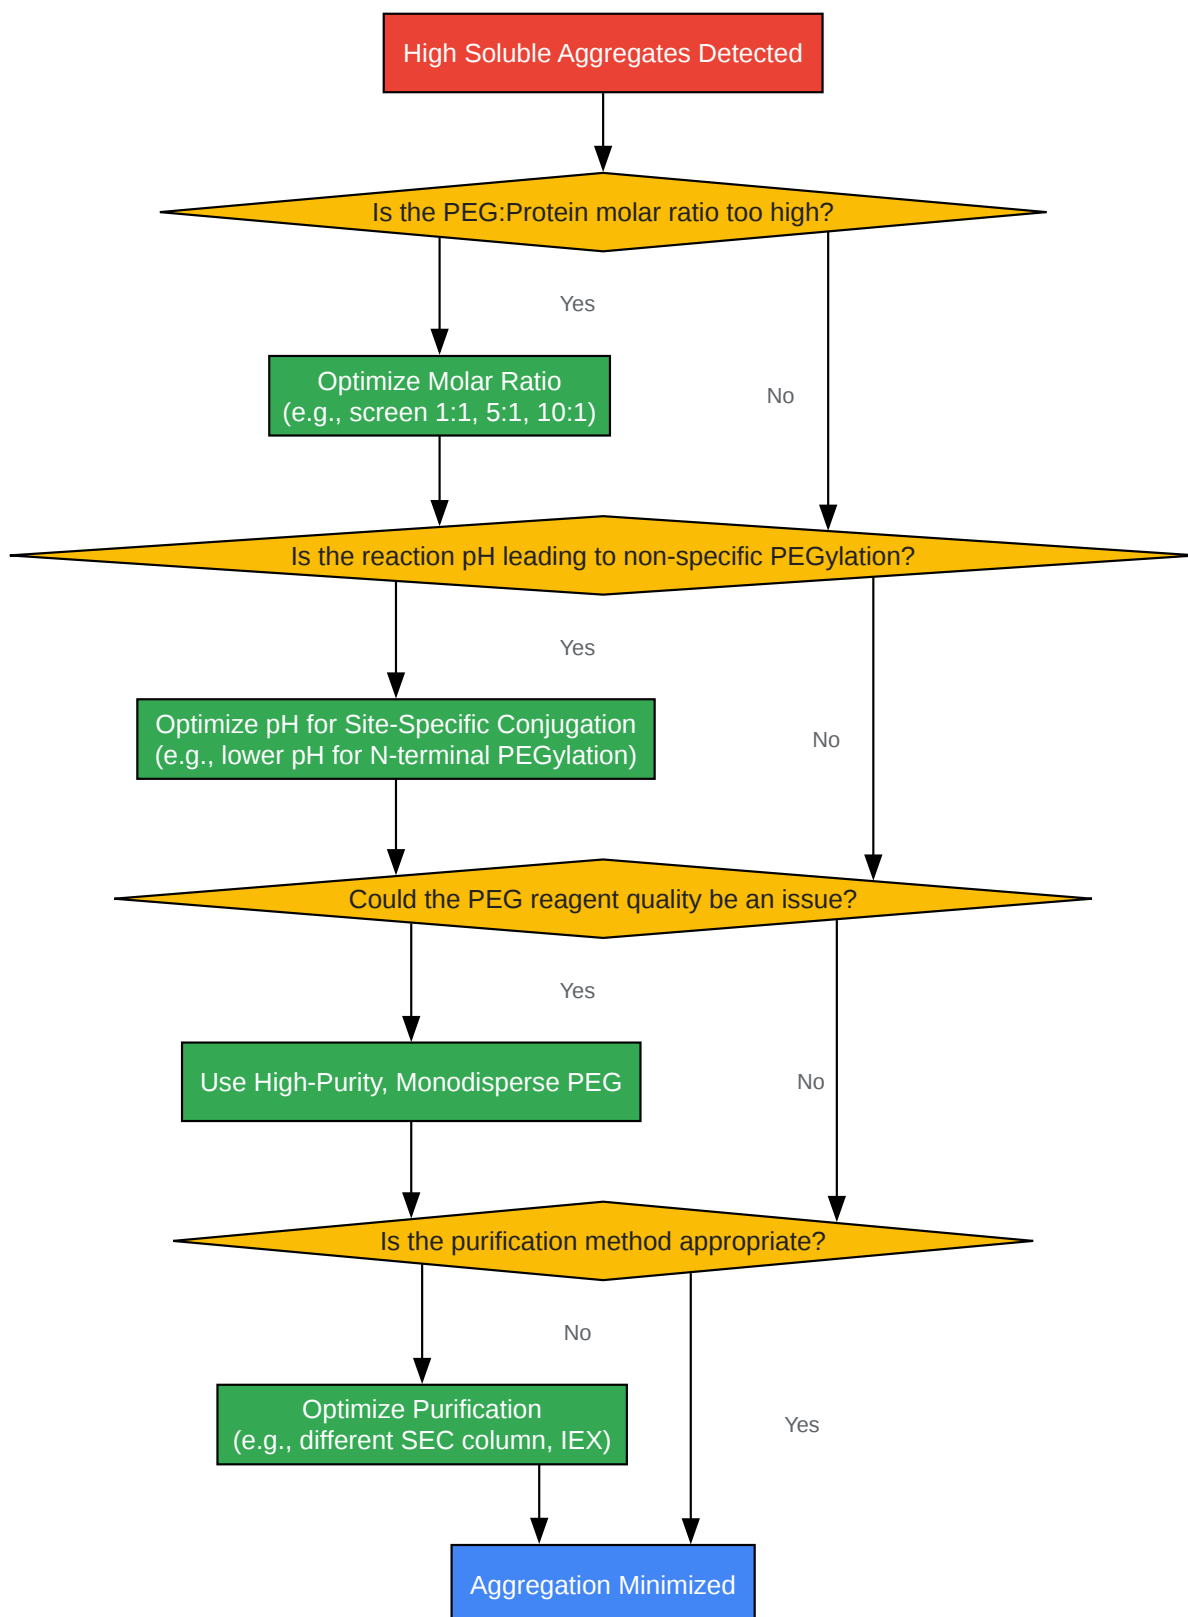 High Soluble Aggregates Detected
Is the PEG:Protein molar ratio too high?
Yes
Optimize Molar Ratio
(e.g., screen 1:1, 5:1, 10:1)
No
Is the reaction pH leading to non-specific PEGylation?
Yes
Optimize pH for Site-Specific Conjugation
(e.g., lower pH for N-terminal PEGylation)
No
Could the PEG reagent quality be an issue?
Yes
Use High-Purity, Monodisperse PEG
No
Is the purification method appropriate?
No
Optimize Purification
(e.g., different SEC column, IEX)
Yes
Aggregation Minimized